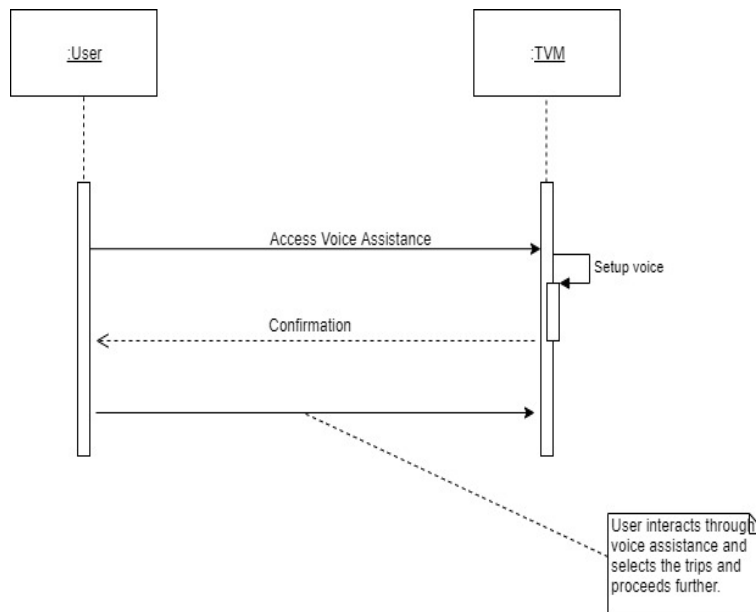 :User
:TVM
Access Voice Assistance
Setup voice
Confirmation
User interacts through
voice assistance and
selects the trips and
proceeds further.